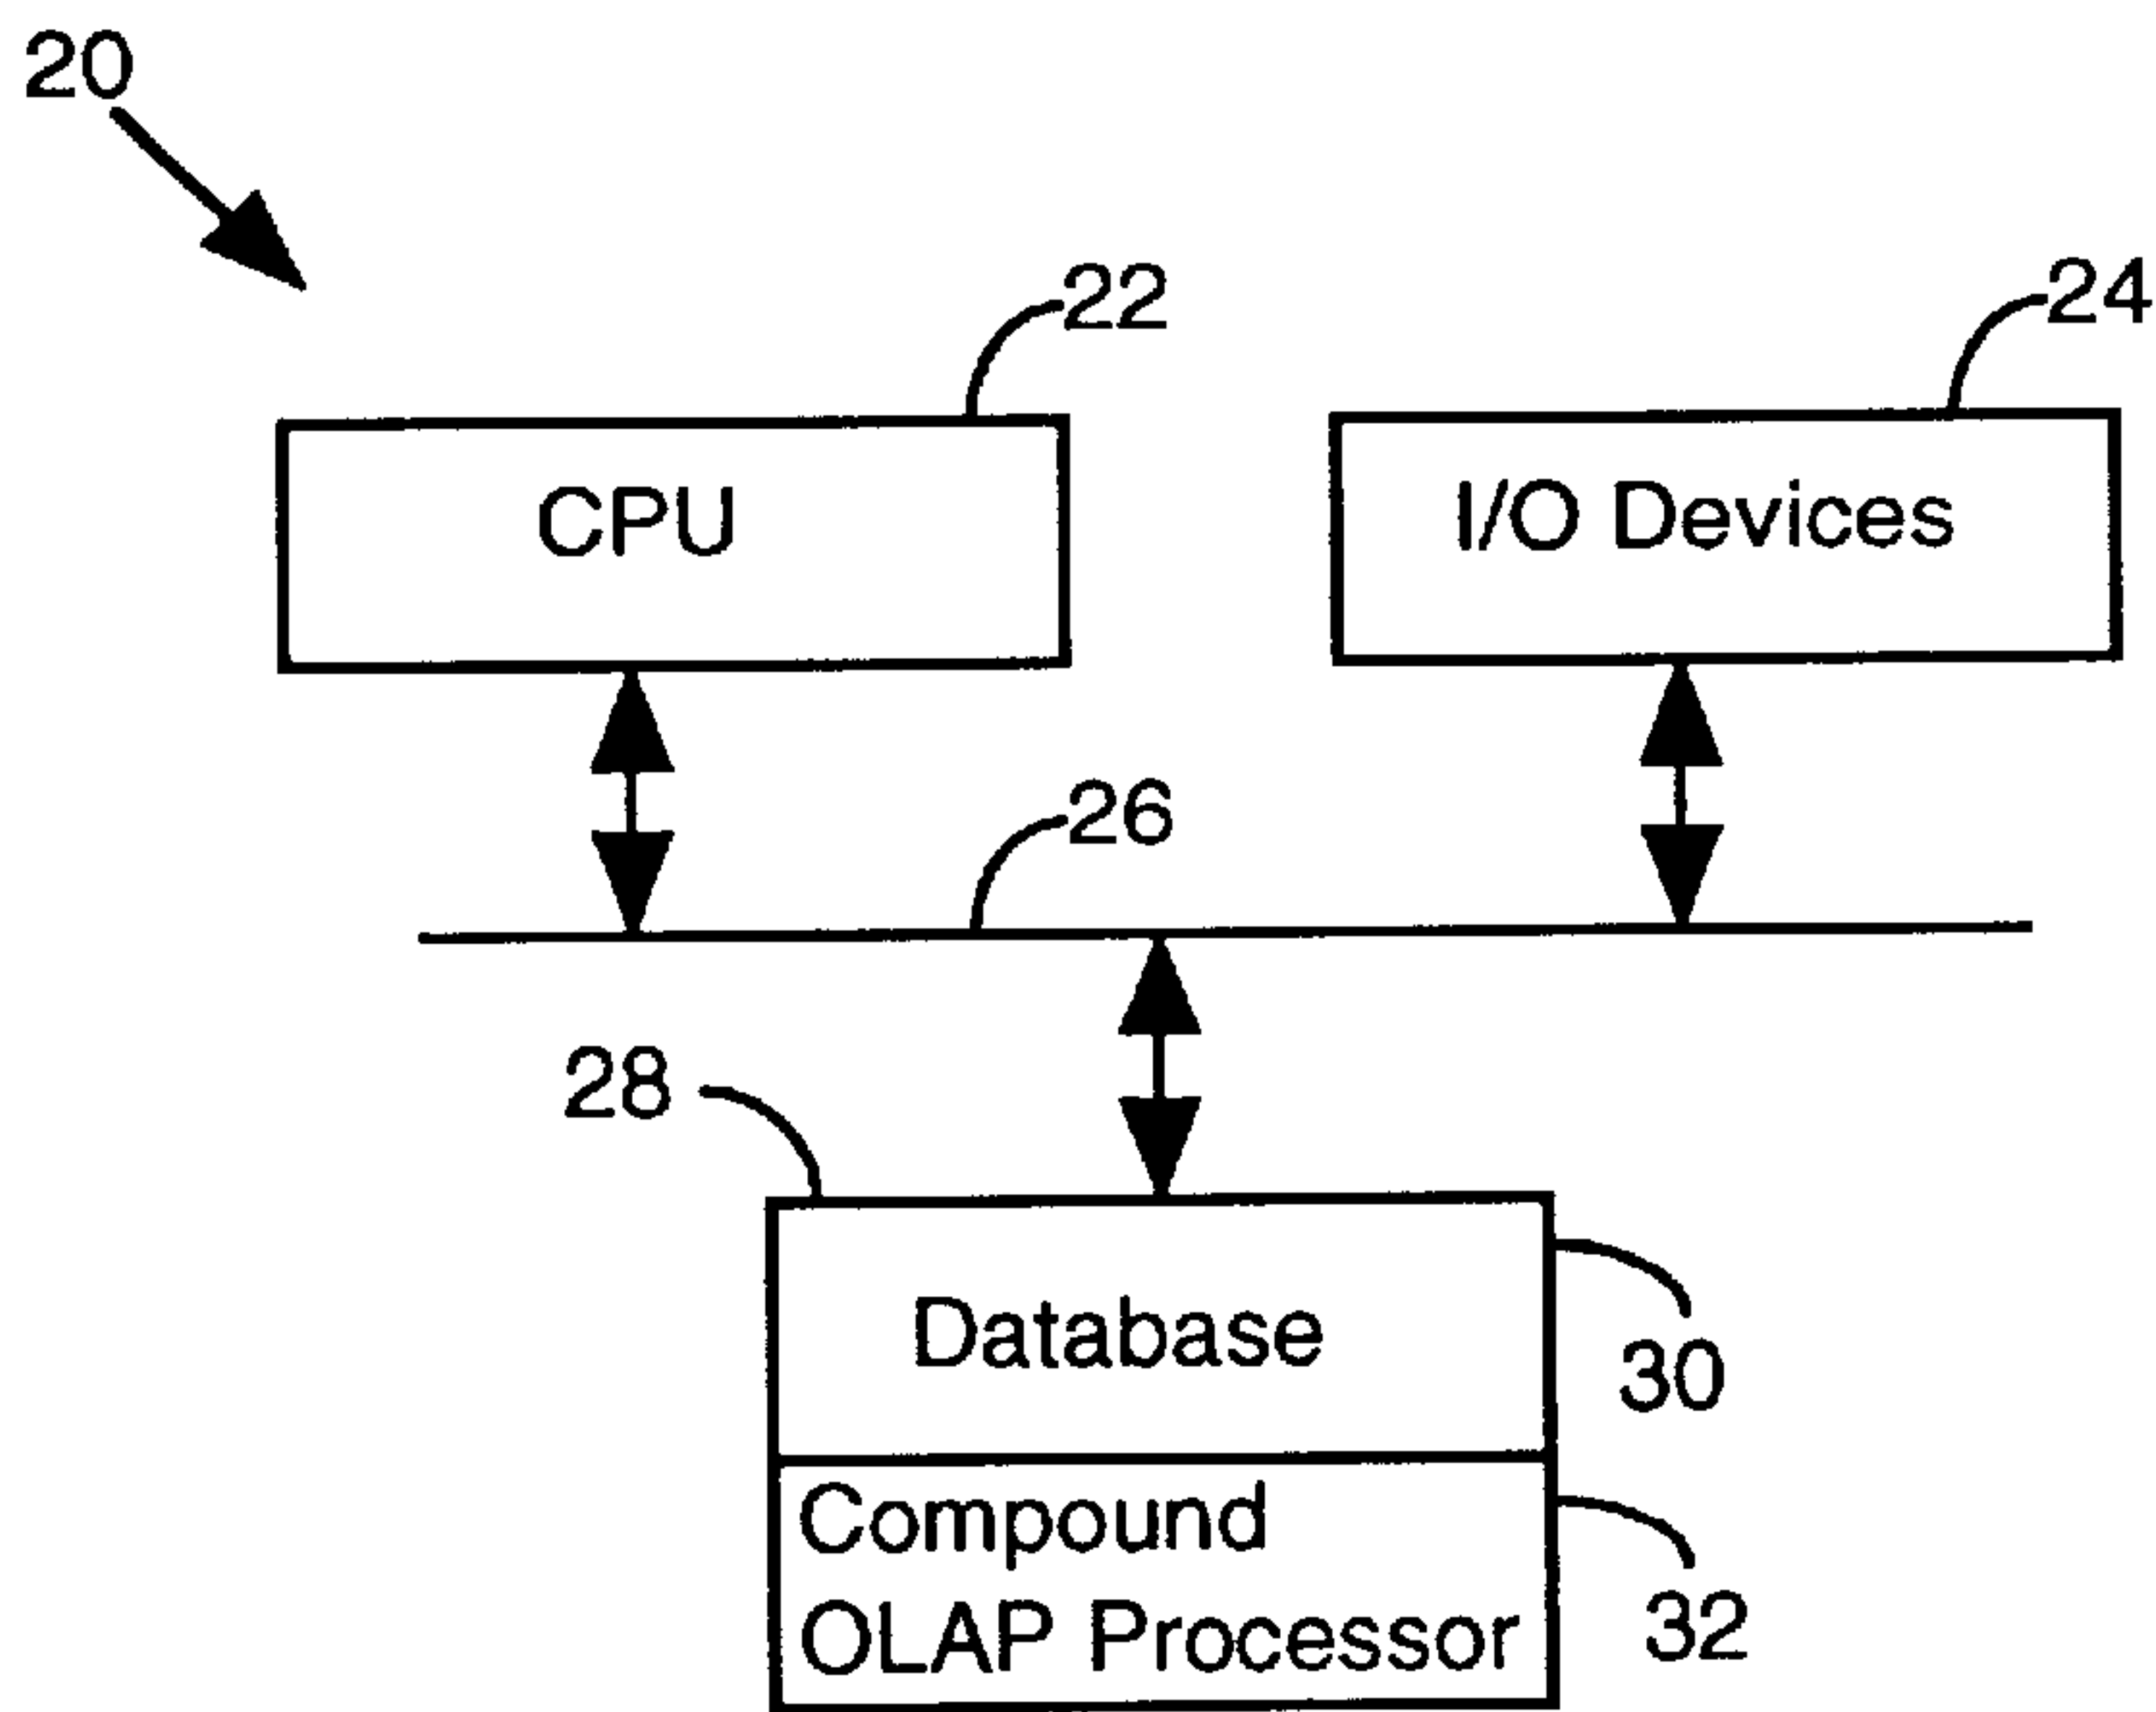 20
22
24
CPU
I/O Devices
26
28
Database
30
Compound
OLAP Processor
32